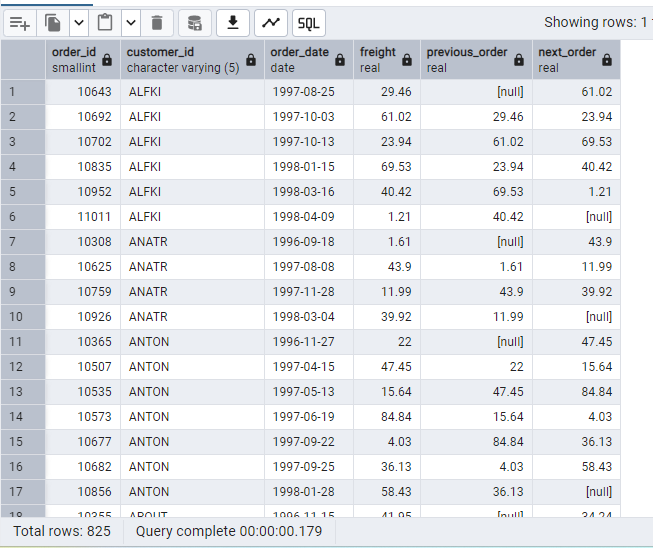 SQL
Showing rows: 1
order_id customer_id order_date freight previous_order next_order
smallint character varying (5) date real real real
1 10643 ALFKI 1997-08-25 29.46 [null] 61.02
2 10692 ALFKI 1997-10-03 61.02 29.46 23.94
3 10702 ALFKI 1997-10-13 23.94 61.02 69.53
4 10835 ALFKI 1998-01-15 69.53 23.94 40.42
5 10952 ALFKI 1998-03-16 40.42 69.53 1.21
6 11011 ALFKI 1998-04-09 1.21 40.42 [null]
7 10308 ANATR 1996-09-18 1.61 [null] 43.9
8 10625 ANATR 1997-08-08 43.9 1.61 11.99
9 10759 ANATR 1997-11-28 11.99 43.9 39.92
10 10926 ANATR 1998-03-04 39.92 11.99 [null]
11 10365 ANTON 1996-11-27 22 [null] 47.45
12 10507 ANTON 1997-04-15 47.45 22 15.64
13 10535 ANTON 1997-05-13 15.64 47.45 84.84
14 10573 ANTON 1997-06-19 84.84 15.64 4.03
15 10677 ANTON 1997-09-22 4.03 84.84 36.13
16 10682 ANTON 1997-09-25 36.13 4.03 58.43
17 10856 ANTON 1998-01-28 58.43 36.13 [null]
18 10355 AROUT 1996-11-15 41.95 [null] 34.24
Total rows: 825 Query complete 00:00:00.179